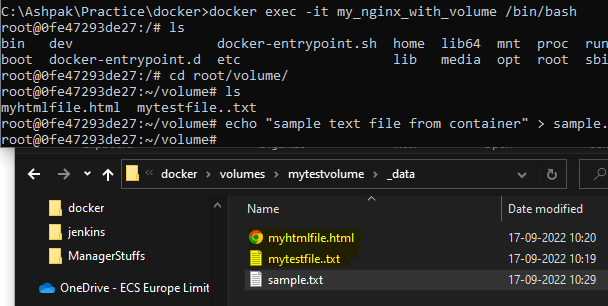 C:\Ashpak\Practice\docker>docker exec -it my_nginx_with_volume /bin/bash
root@0fe47293de27:/# ls
bin dev docker-entrypoint.sh home lib64 mnt proc run
boot docker-entrypoint.d etc lib media opt root sbi
root@0fe47293de27:/# cd root/volume/
root@0fe47293de27:~/volume# ls
myhtmlfile.html mytestfile..txt
root@0fe47293de27:~/volume# echo "sample text file from container" > sample.
root@0fe47293de27:~/volume#
docker volumes mytestvolume _data
docker
jenkins
ManagerStuffs
OneDrive - ECS Europe Limit
Name Date modified
myhtmlfile.html 17-09-2022 10:20
mytestfile..txt 17-09-2022 10:19
sample.txt 17-09-2022 10:29